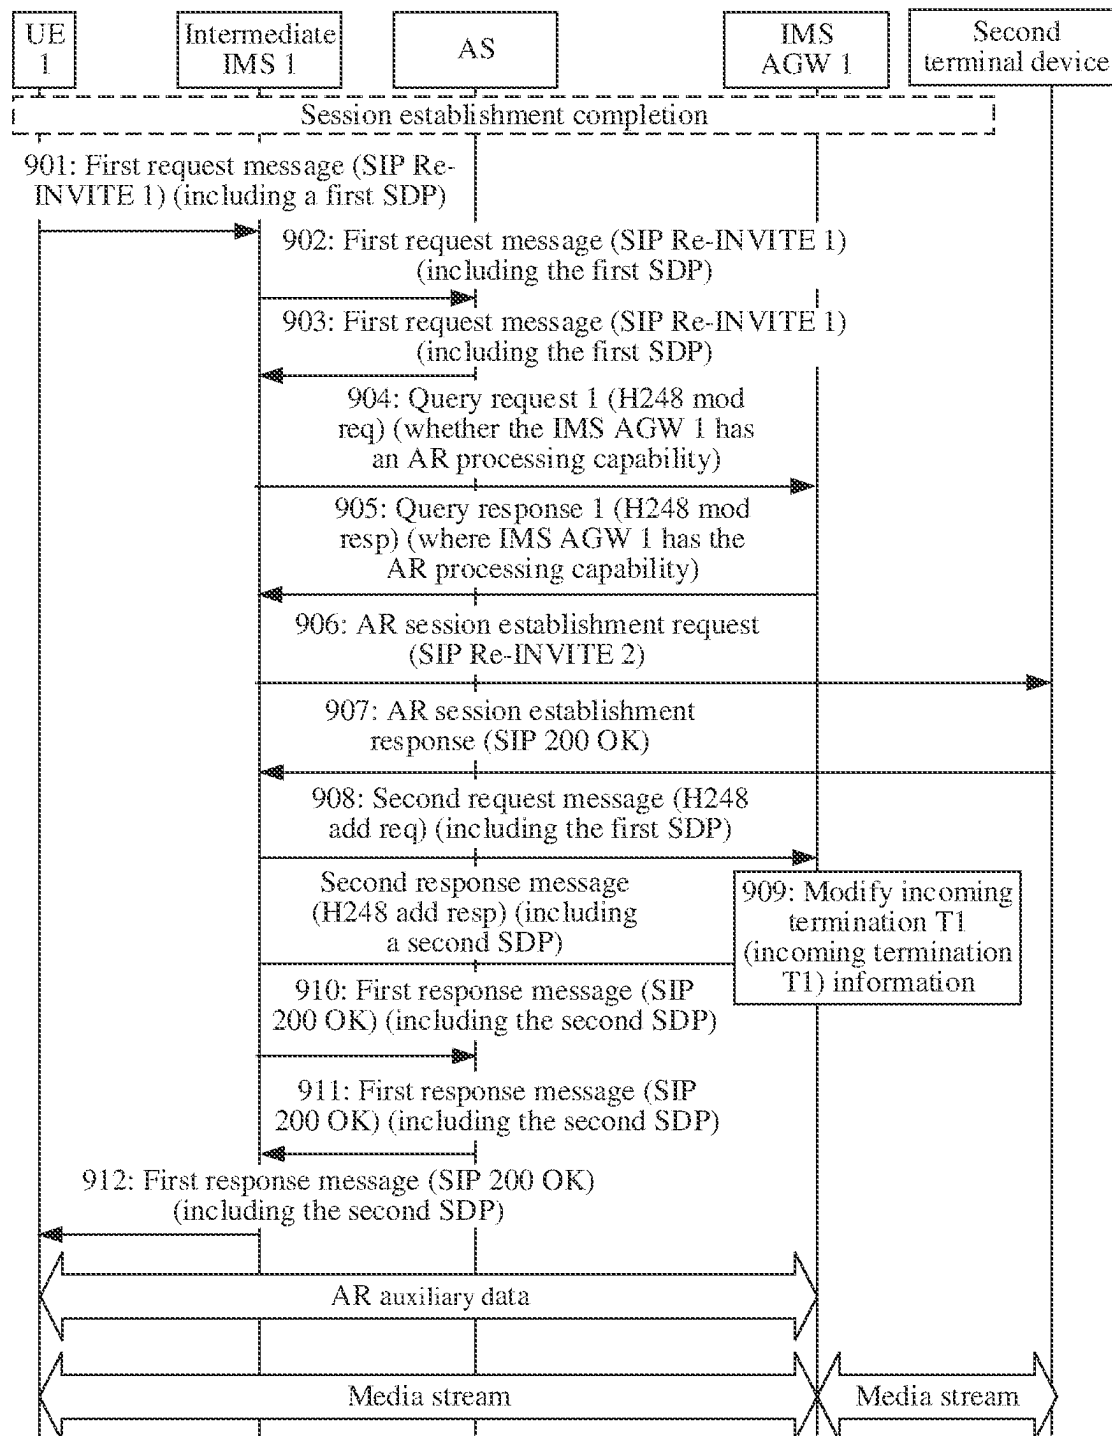 UE
1
Intermediate
IMS 1
AS
IMS
AGW 1
Second
terminal device
Session establishment completion
901: First request message (SIP Re-
INVITE 1) (including a first SDP)
902: First request message (SIP Re-INVITE 1)
(including the first SDP)
903: First request message (SIP Re-INVITE 1)
(including the first SDP)
904: Query request 1 (H248 mod
req) (whether the IMS AGW 1 has
an AR processing capability)
905: Query response 1 (H248 mod
resp) (where IMS AGW 1 has the
AR processing capability)
906: AR session establishment request
(SIP Re-INVITE 2)
907: AR session establishment
response (SIP 200 OK)
908: Second request message (H248
add req) (including the first SDP)
Second response message
(H248 add resp) (including
a second SDP)
909: Modify incoming
termination T1
(incoming termination
T1) information
910: First response message (SIP
200 OK) (including the second SDP)
911: First response message (SIP
200 OK) (including the second SDP)
912: First response message (SIP 200 OK)
(including the second SDP)
AR auxiliary data
Media stream
Media stream